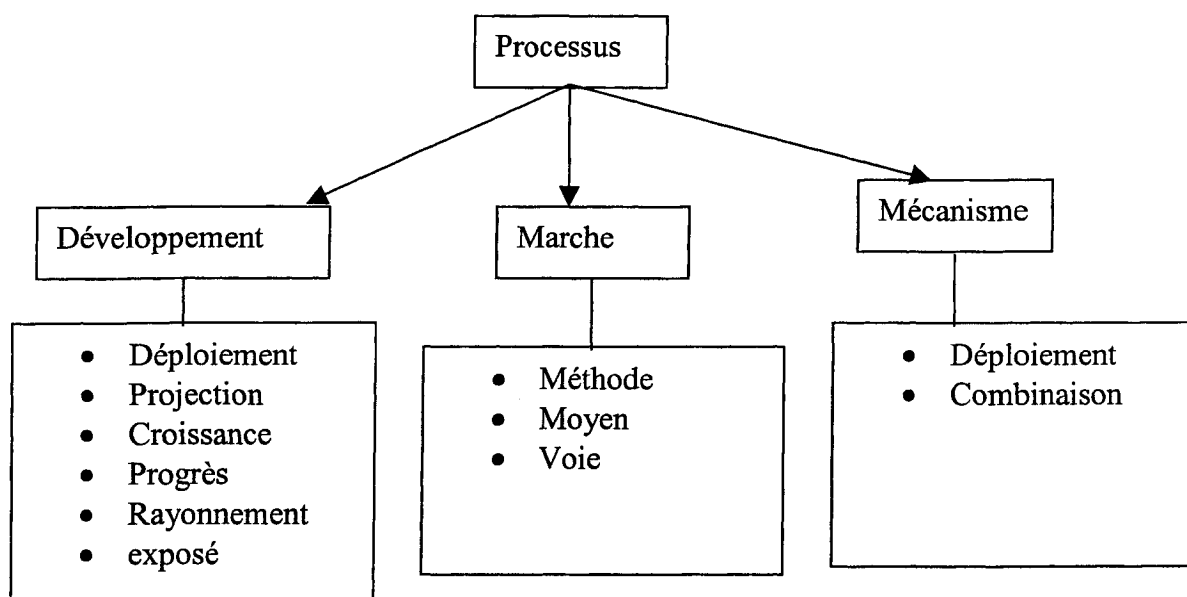 Processus
Développement
Marche
Mécanisme
• Déploiement
• Projection
• Croissance
• Progrès
• Rayonnement
• exposé
• Méthode
• Moyen
• Voie
• Déploiement
• Combinaison